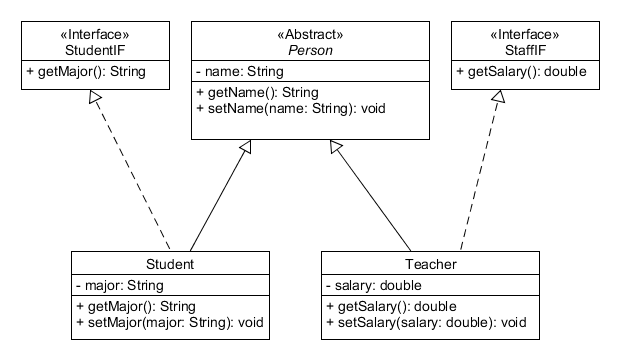 «Interface»
StudentIF
+ getMajor(): String
«Abstract»
Person
- name: String
+ getName(): String
+ setName(name: String): void
«Interface»
StaffIF
+ getSalary(): double
Student
- major: String
+ getMajor(): String
+ setMajor(major: String): void
Teacher
- salary: double
+ getSalary(): double
+ setSalary(salary: double): void